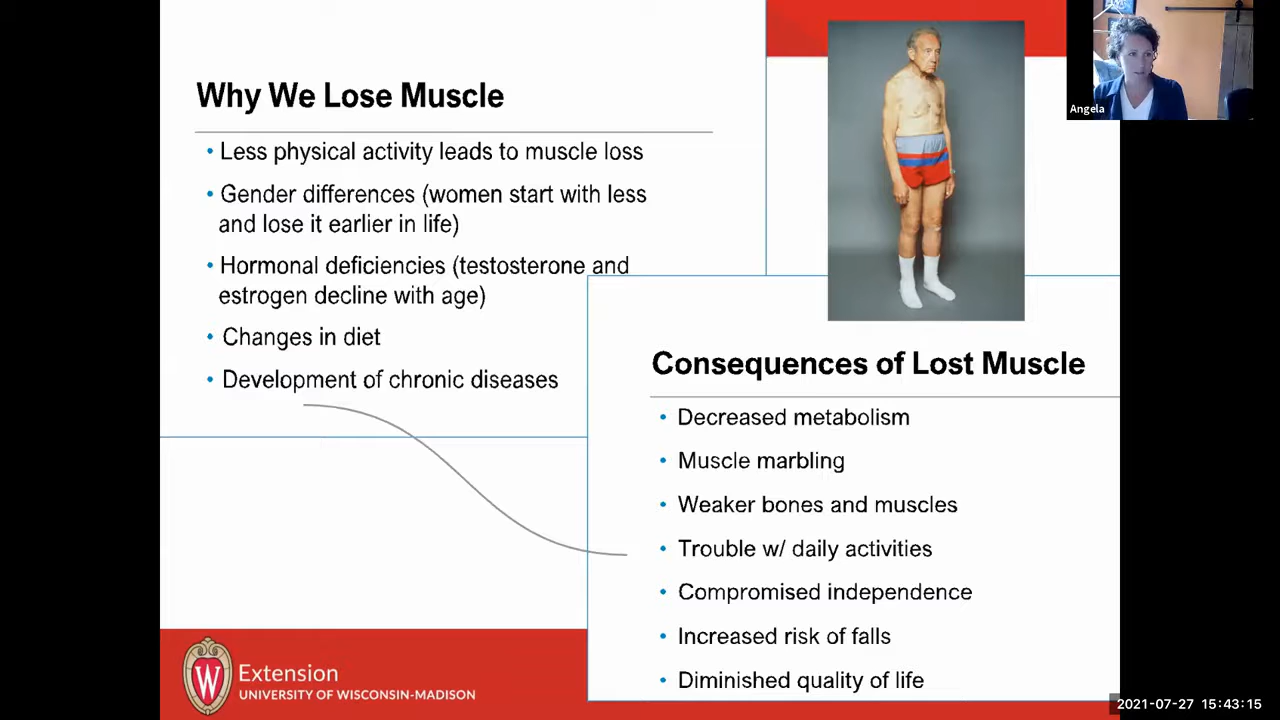 Why We Lose Muscle
• Less physical activity leads to muscle loss
• Gender differences (women start with less
and lose it earlier in life)
• Hormonal deficiencies (testosterone and
estrogen decline with age)
• Changes in diet
• Development of chronic diseases
Angela
Consequences of Lost Muscle
• Decreased metabolism
• Muscle marbling
• Weaker bones and muscles
• Trouble w/ daily activities
• Compromised independence
• Increased risk of falls
• Diminished quality of life
W
Extension
UNIVERSITY OF WISCONSIN-MADISON
2021-07-27 15:43:15